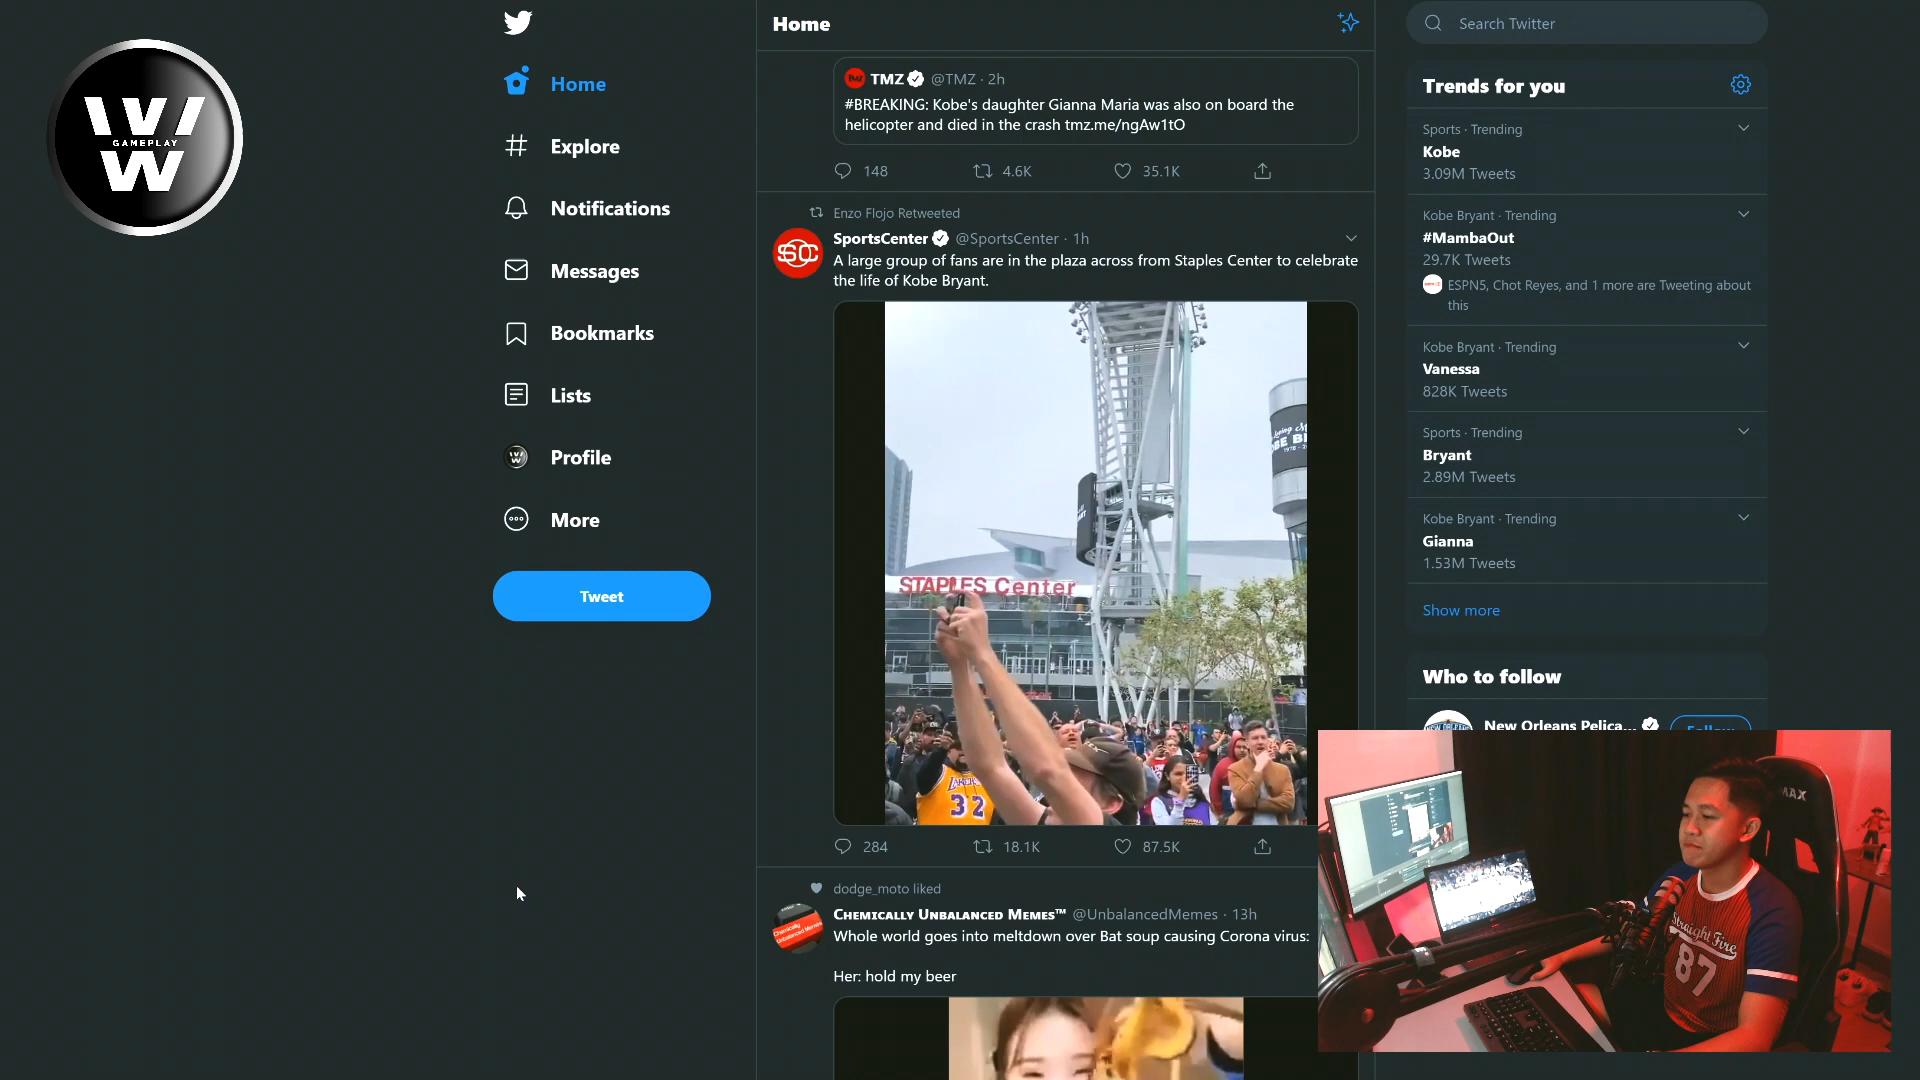 GAMEPLAY
Home
Explore
Notifications
Messages
Bookmarks
Lists
Profile
More
Tweet
Home
TMZ @TMZ · 2h
#BREAKING: Kobe's daughter Gianna Maria was also on board the
helicopter and died in the crash tmz.me/ngAw1tO
148 4.6K 35.1K
Enzo Flojo Retweeted
SportsCenter @SportsCenter · 1h
A large group of fans are in the plaza across from Staples Center to celebrate
the life of Kobe Bryant.
STAPLES Center
LAKERS
32
284 18.1K 87.5K
dodge_moto liked
Chemically Unbalanced Memes™ @UnbalancedMemes · 13h
Whole world goes into meltdown over Bat soup causing Corona virus:
Her: hold my beer
Search Twitter
Trends for you
Sports · Trending
Kobe
3.09M Tweets
Kobe Bryant · Trending
#MambaOut
29.7K Tweets
ESPN5, Chot Reyes, and 1 more are Tweeting about
this
Kobe Bryant · Trending
Vanessa
828K Tweets
Sports · Trending
Bryant
2.89M Tweets
Kobe Bryant · Trending
Gianna
1.53M Tweets
Show more
Who to follow
New Orleans Pelica...
Follow
Straight Fire
87